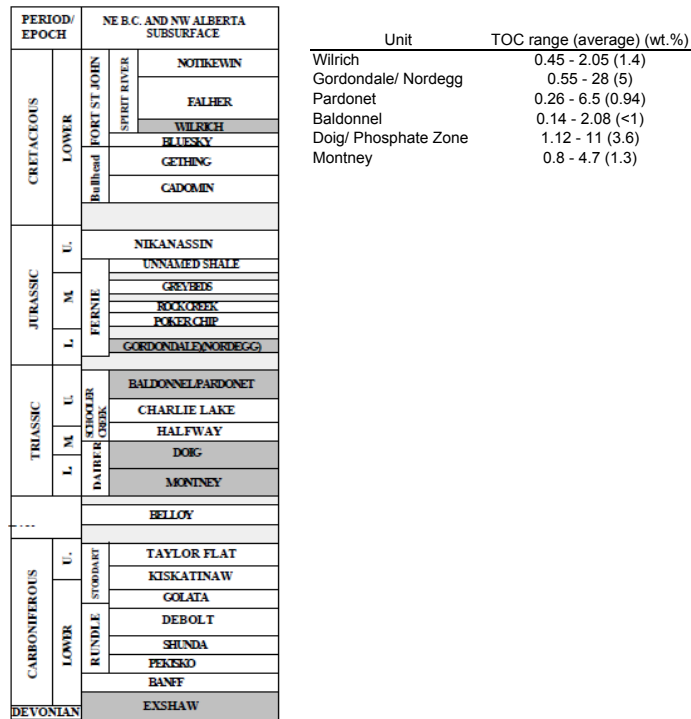 PERIOD/
EPOCH
NE B.C. AND NW ALBERTA
SUBSURFACE
CRETACEOUS
LOWER
FORT ST JOHN
SPIRIT RIVER
NOTIKEWIN
FALHER
WILRICH
BLUESKY
Bullhead
GETHING
CADOMIN
JURASSIC
U.
NIKANASSIN
M.
FERNIE
UNNAMED SHALE
GREYBEDS
ROCK CREEK
POKER CHIP
L.
GORDONDALE(NORDEGG)
TRIASSIC
U.
SCHOOLER
CREEK
BALDONNEL/PARDONET
CHARLIE LAKE
M.
HALFWAY
DAIBER
DOIG
L.
MONTNEY
BELLOY
CARBONIFEROUS
U.
STODDART
TAYLOR FLAT
KISKATINAW
LOWER
GOLATA
RUNDLE
DEBOLT
SHUNDA
PEKISKO
BANFF
DEVONIAN
EXSHAW
Unit TOC range (average) (wt.%)
Wilrich 0.45 - 2.05 (1.4)
Gordondale/ Nordegg 0.55 - 28 (5)
Pardonet 0.26 - 6.5 (0.94)
Baldonnel 0.14 - 2.08 (<1)
Doig/ Phosphate Zone 1.12 - 11 (3.6)
Montney 0.8 - 4.7 (1.3)